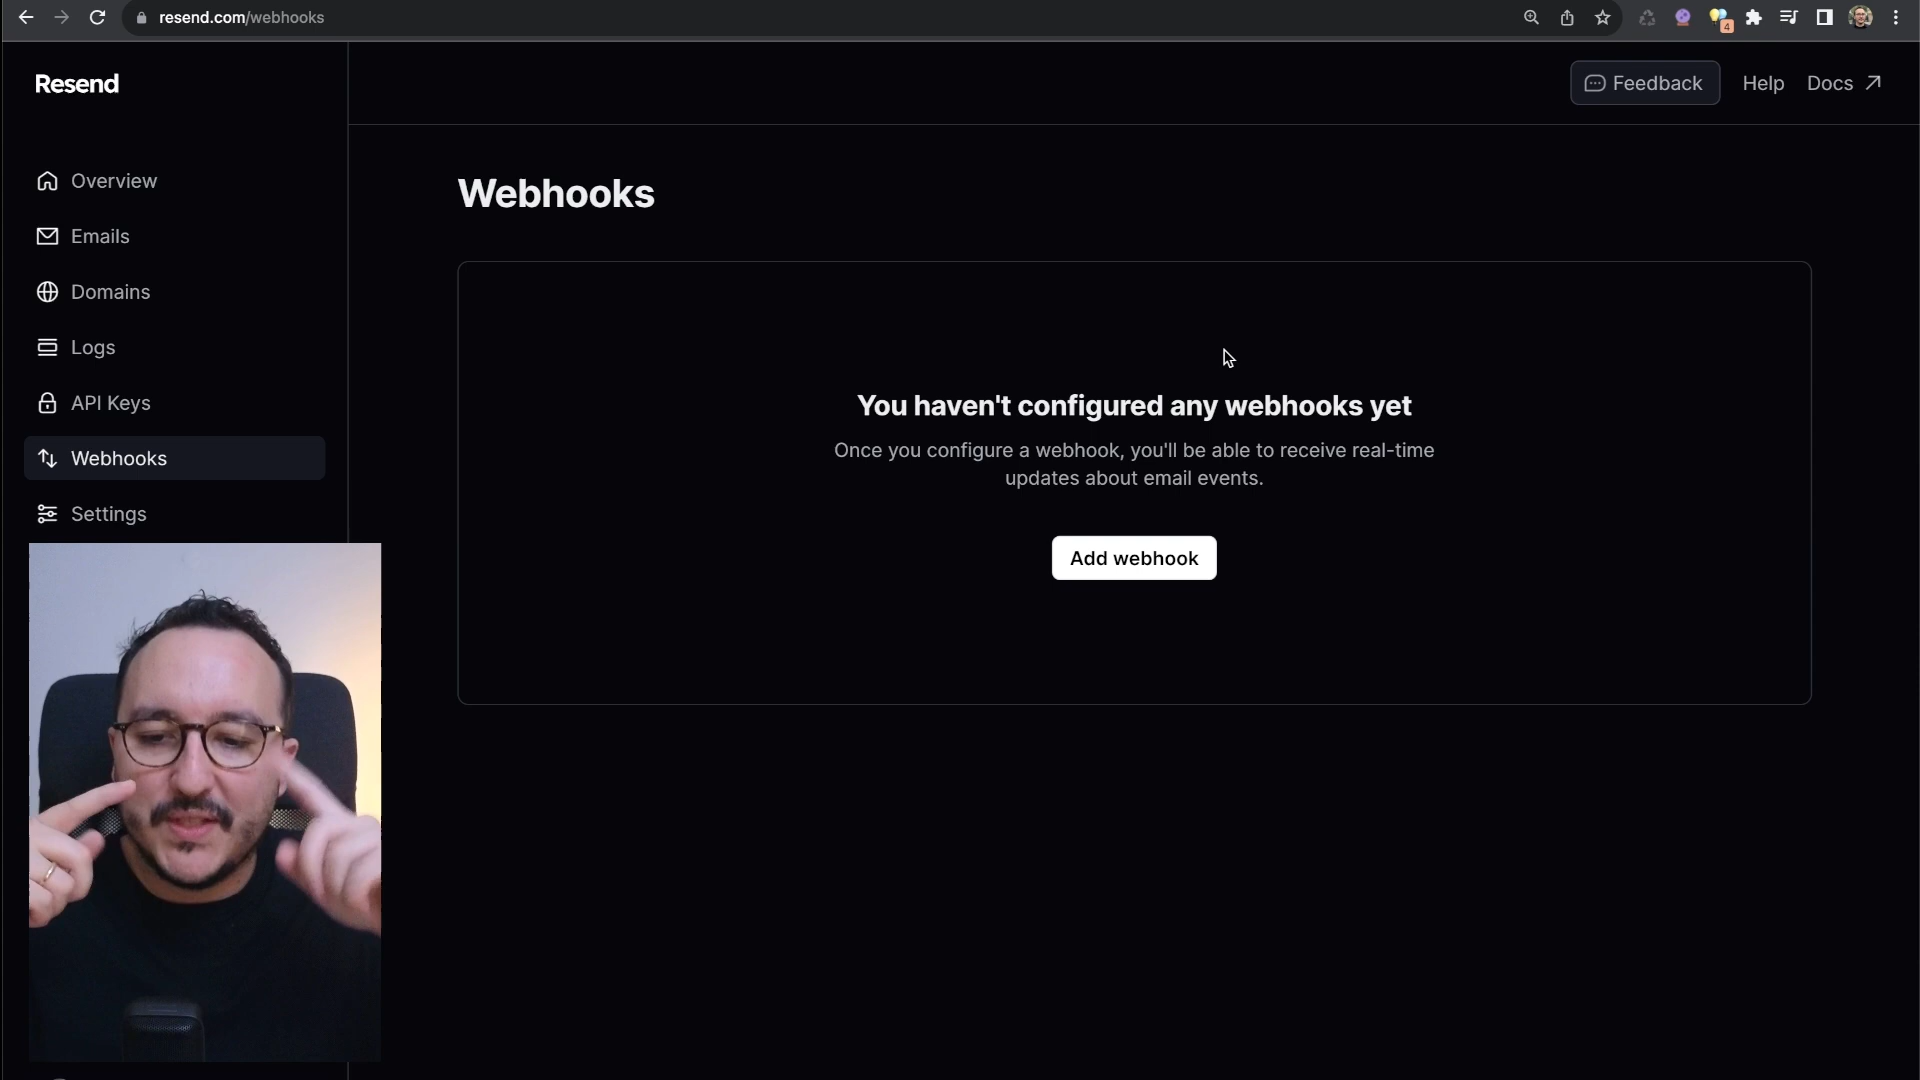 resend.com/webhooks
4
Resend
Feedback
Help
Docs
Overview
Emails
Domains
Logs
API Keys
Webhooks
Settings
Webhooks
You haven't configured any webhooks yet
Once you configure a webhook, you'll be able to receive real-time
updates about email events.
Add webhook